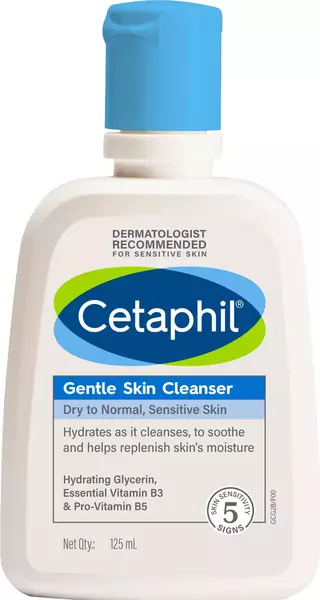 DERMATOLOGIST
RECOMMENDED
FOR SENSITIVE SKIN
Cetaphil®
Gentle Skin Cleanser
Dry to Normal, Sensitive Skin
Hydrates as it cleanses, to soothe
and helps replenish skin's moisture
Hydrating Glycerin,
Essential Vitamin B3
& Pro-Vitamin B5
SKIN SENSITIVITY
5
SIGNS
GCG28/F00
Net Qty.: 125 mL